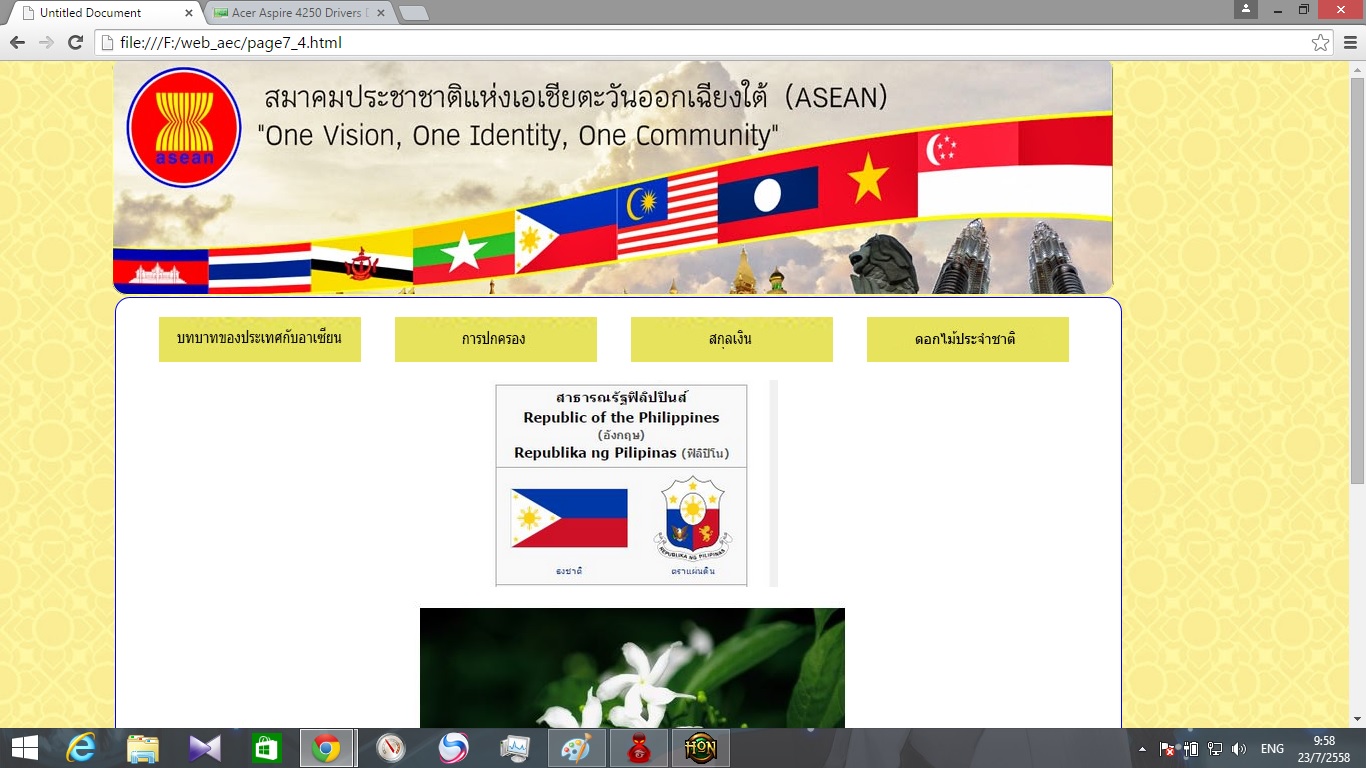 Untitled Document
Acer Aspire 4250 Drivers D
file:///F:/web_aec/page7_4.html
asean
สมาคมประชาชาติแห่งเอเชียตะวันออกเฉียงใต้ (ASEAN)
"One Vision, One Identity, One Community"
บทบาทของประเทศกับอาเซียน
การปกครอง
สกุลเงิน
ดอกไม้ประจำชาติ
สาธารณรัฐฟิลิปปินส์
Republic of the Philippines
(อังกฤษ)
Republika ng Pilipinas (ฟิลิปีโน)
REPUBLIKA NG PILIPINAS
ธงชาติ
ตราแผ่นดิน
HON
ENG
9:58
23/7/2558